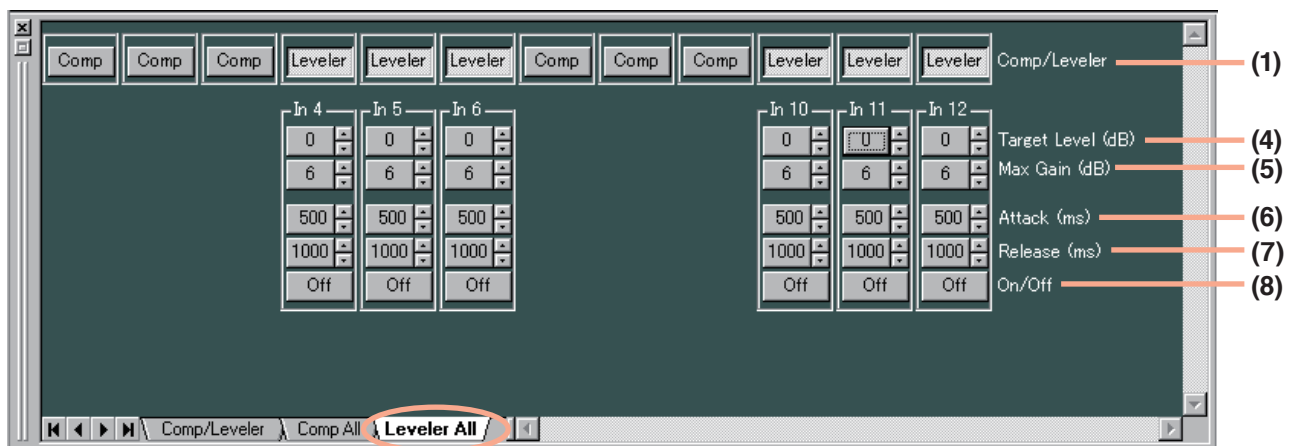 Comp Comp Comp Leveler Leveler Leveler Comp Comp Comp Leveler Leveler Leveler Comp/Leveler (1)
In 4 In 5 In 6 In 10 In 11 In 12
0 0 0 0 0 0 Target Level (dB) (4)
6 6 6 6 6 6 Max Gain (dB) (5)
500 500 500 500 500 500 Attack (ms) (6)
1000 1000 1000 1000 1000 1000 Release (ms) (7)
Off Off Off Off Off Off On/Off (8)
Comp/Leveler Comp All Leveler All